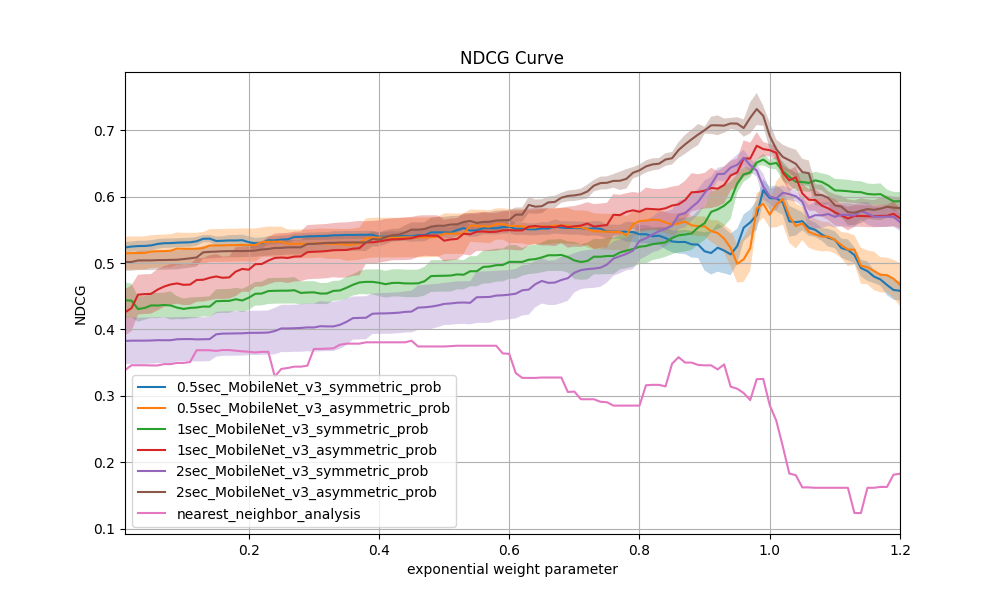 NDCG Curve
NDCG
0.7
0.6
0.5
0.4
0.3
0.2
0.1
0.5sec_MobileNet_v3_symmetric_prob
0.5sec_MobileNet_v3_asymmetric_prob
1sec_MobileNet_v3_symmetric_prob
1sec_MobileNet_v3_asymmetric_prob
2sec_MobileNet_v3_symmetric_prob
2sec_MobileNet_v3_asymmetric_prob
nearest_neighbor_analysis
0.2 0.4 0.6 0.8 1.0 1.2
exponential weight parameter